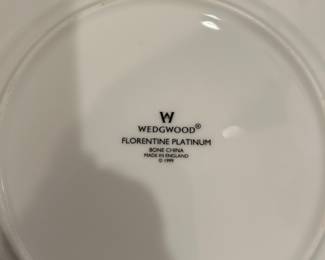 W
WEDGWOOD®
FLORENTINE PLATINUM
BONE CHINA
MADE IN ENGLAND
© 1999